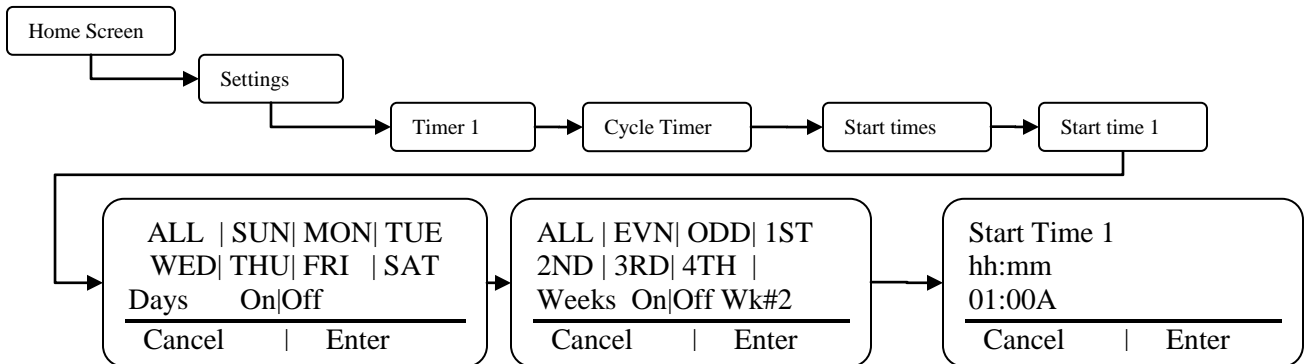 Home Screen
Settings
Timer 1
Cycle Timer
Start times
Start time 1
ALL | SUN| MON| TUE
WED| THU| FRI | SAT
Days On|Off
Cancel | Enter
ALL | EVN| ODD| 1ST
2ND | 3RD| 4TH |
Weeks On|Off Wk#2
Cancel | Enter
Start Time 1
hh:mm
01:00A
Cancel | Enter